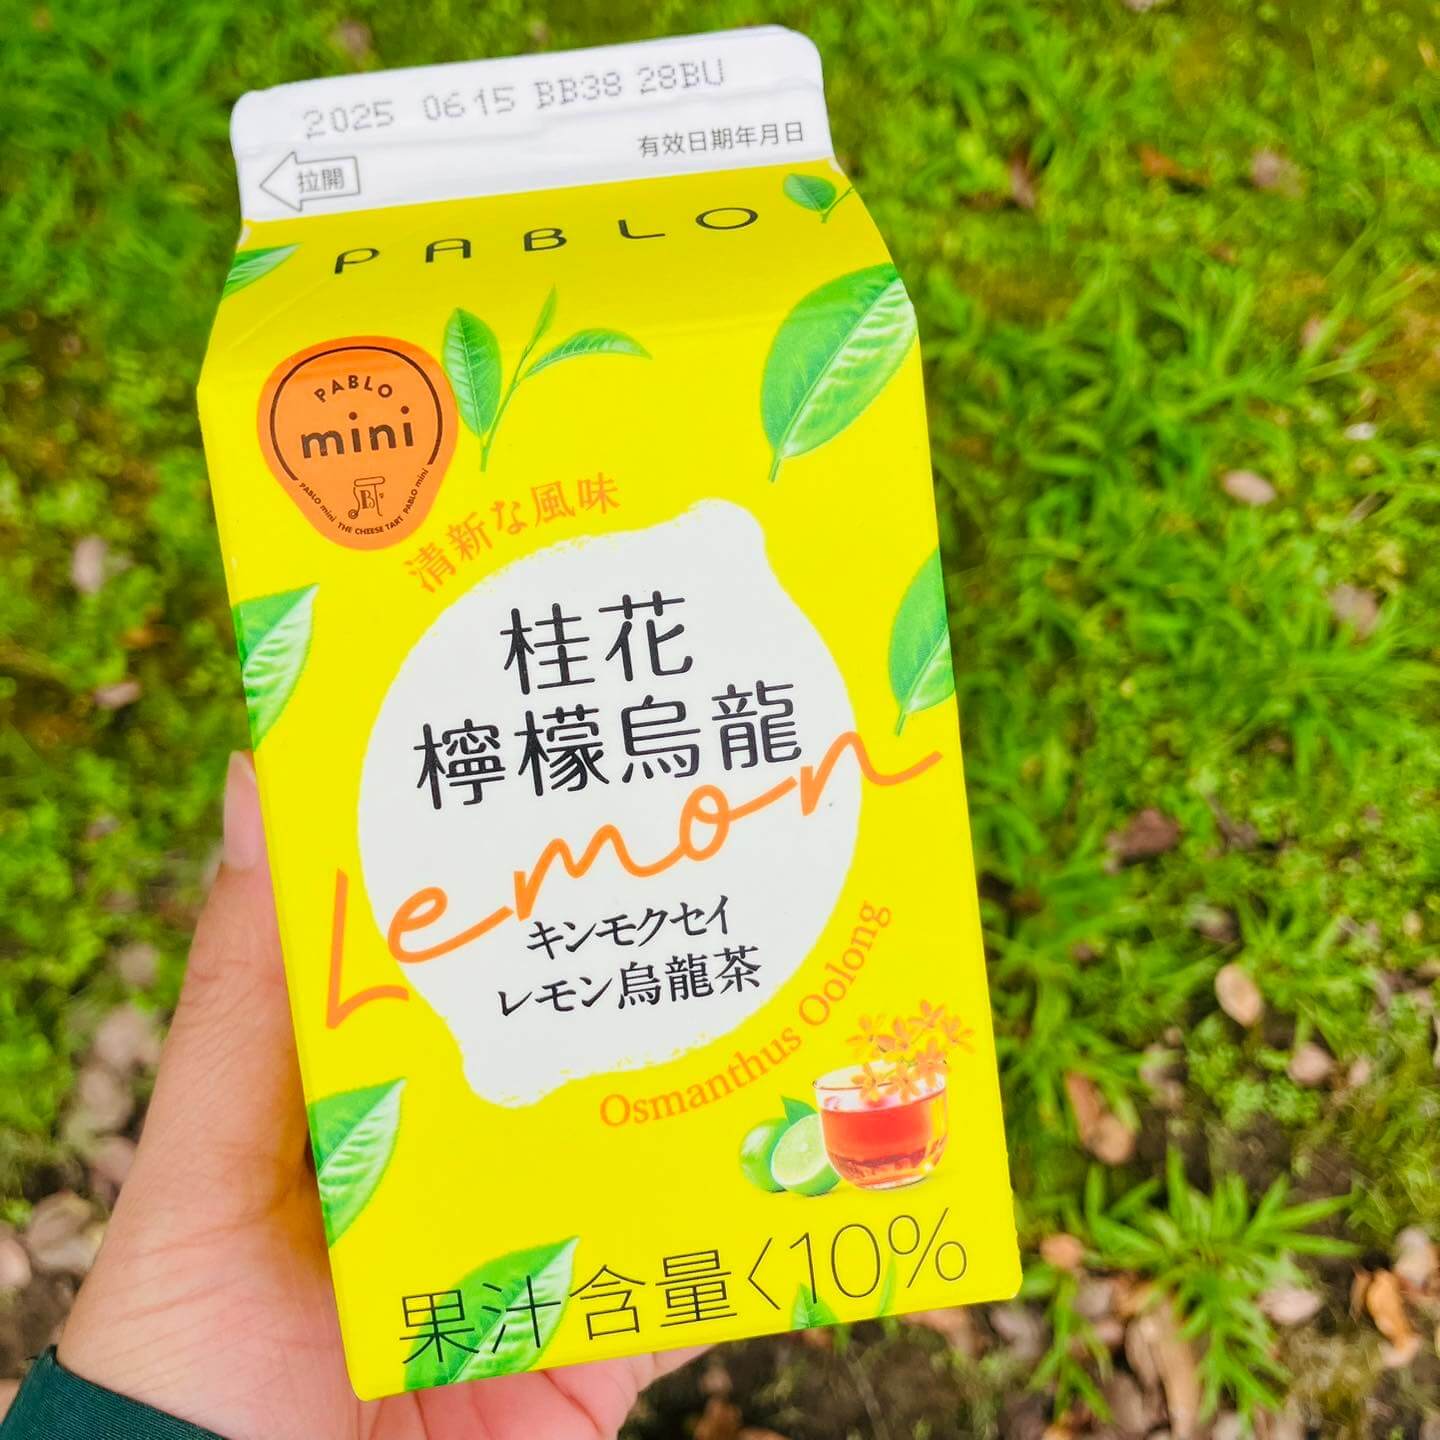 2025 0615 BB38 28BU
有效日期年月日
拉開
PABLO
PABLO
mini
PABLO mini THE CHEESE TART PABLO mini
清新な風味
桂花
檸檬烏龍
Lemon
キンモクセイ
レモン烏龍茶
Osmanthus Oolong
果汁含量<10%